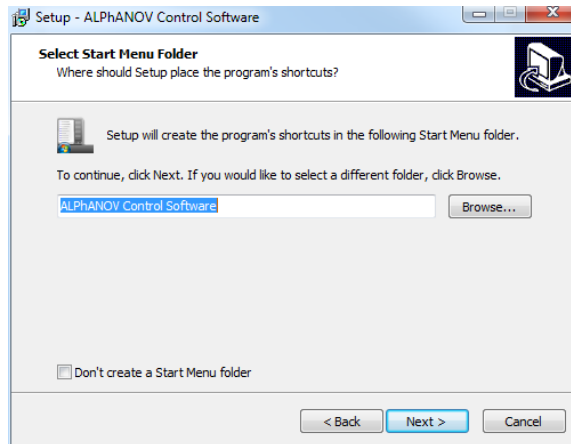 Setup - ALPhANOV Control Software
Select Start Menu Folder
Where should Setup place the program's shortcuts?
Setup will create the program's shortcuts in the following Start Menu folder.
To continue, click Next. If you would like to select a different folder, click Browse.
ALPhANOV Control Software
Browse...
Don't create a Start Menu folder
< Back
Next >
Cancel